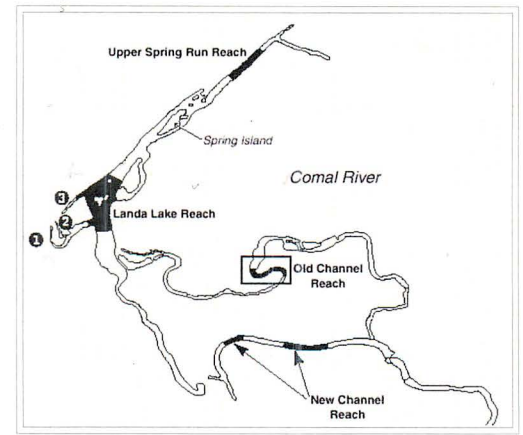 Upper Spring Run Reach
Spring Island
Comal River
3
2
Landa Lake Reach
1
Old Channel
Reach
New Channel
Reach